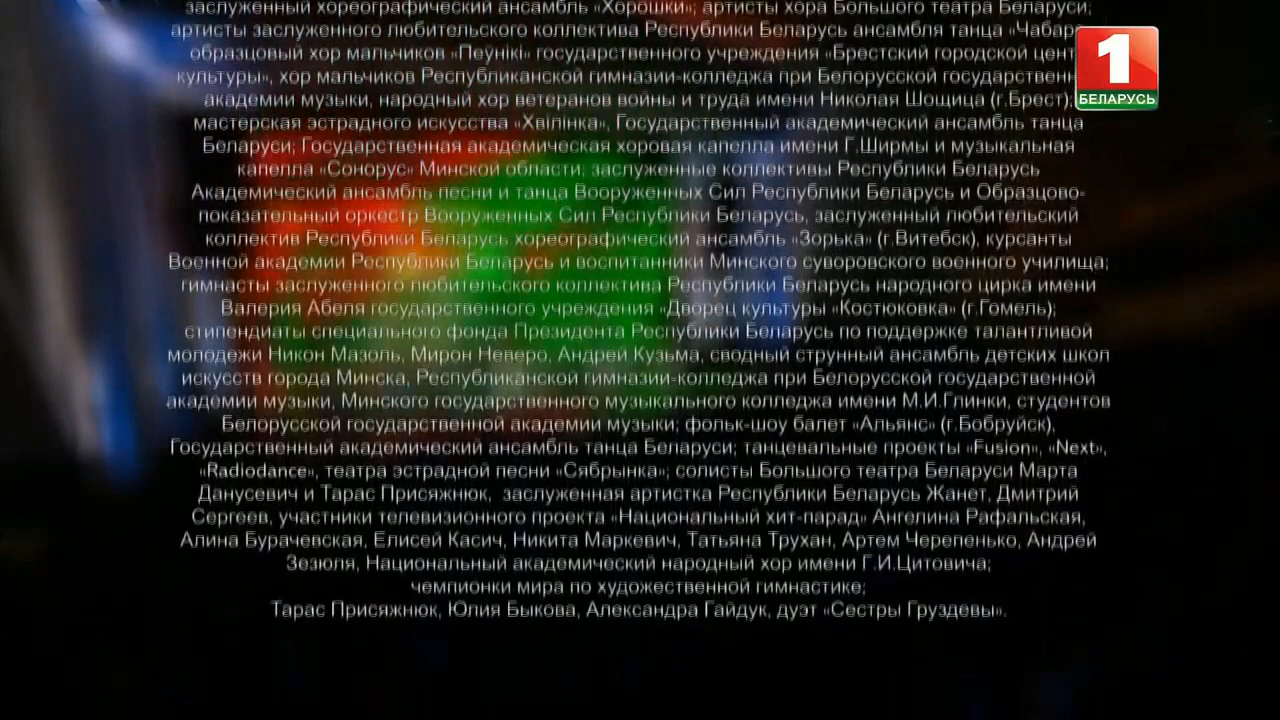 заслуженный хореографический ансамбль «Хорошки»; артисты хора Большого театра Беларуси;
артисты заслуженного любительского коллектива Республики Беларусь ансамбля танца
образцовый хор мальчиков «Пеўнікі» государственного учреждения «Брестский городской
культуры», хор мальчиков Республиканской гимназии-колледжа при Белорусской
академии музыки, народный хор ветеранов войны и труда имени Николая Шощица (г.Брест);
мастерская эстрадного искусства «Хвілінка», Государственный академический ансамбль танца
Беларуси; Государственная академическая хоровая капелла имени Г.Ширмы и музыкальная
капелла «Сонорус» Минской области; заслуженные коллективы Республики Беларусь
Академический ансамбль песни и танца Вооруженных Сил Республики Беларусь и Образцово-
показательный оркестр Вооруженных Сил Республики Беларусь, заслуженный любительский
коллектив Республики Беларусь хореографический ансамбль «Зорька» (г.Витебск), курсанты
Военной академии Республики Беларусь и воспитанники Минского суворовского военного училища;
гимнасты заслуженного любительского коллектива Республики Беларусь народного цирка имени
Валерия Абеля государственного учреждения «Дворец культуры «Костюковка» (г.Гомель);
стипендиаты специального фонда Президента Республики Беларусь по поддержке талантливой
молодежи Никон Мазоль, Мирон Неверо, Андрей Кузьма, сводный струнный ансамбль детских школ
искусств города Минска, Республиканской гимназии-колледжа при Белорусской государственной
академии музыки, Минского государственного музыкального колледжа имени М.И.Глинки, студентов
Белорусской государственной академии музыки; фольк-шоу балет «Альянс» (г.Бобруйск),
Государственный академический ансамбль танца Беларуси; танцевальные проекты «Fusion», «Next»,
«Radiodance», театра эстрадной песни «Сябрынка»; солисты Большого театра Беларуси Марта
Данусевич и Тарас Присяжнюк, заслуженная артистка Республики Беларусь Жанет, Дмитрий
Сергеев, участники телевизионного проекта «Национальный хит-парад» Ангелина Рафальская,
Алина Бурачевская, Елисей Касич, Никита Маркевич, Татьяна Трухан, Артем Черепенько, Андрей
Зезюля, Национальный академический народный хор имени Г.И.Цитовича;
чемпионки мира по художественной гимнастике;
Тарас Присяжнюк, Юлия Быкова, Александра Гайдук, дуэт «Сестры Груздевы».
1
БЕЛАРУСЬ